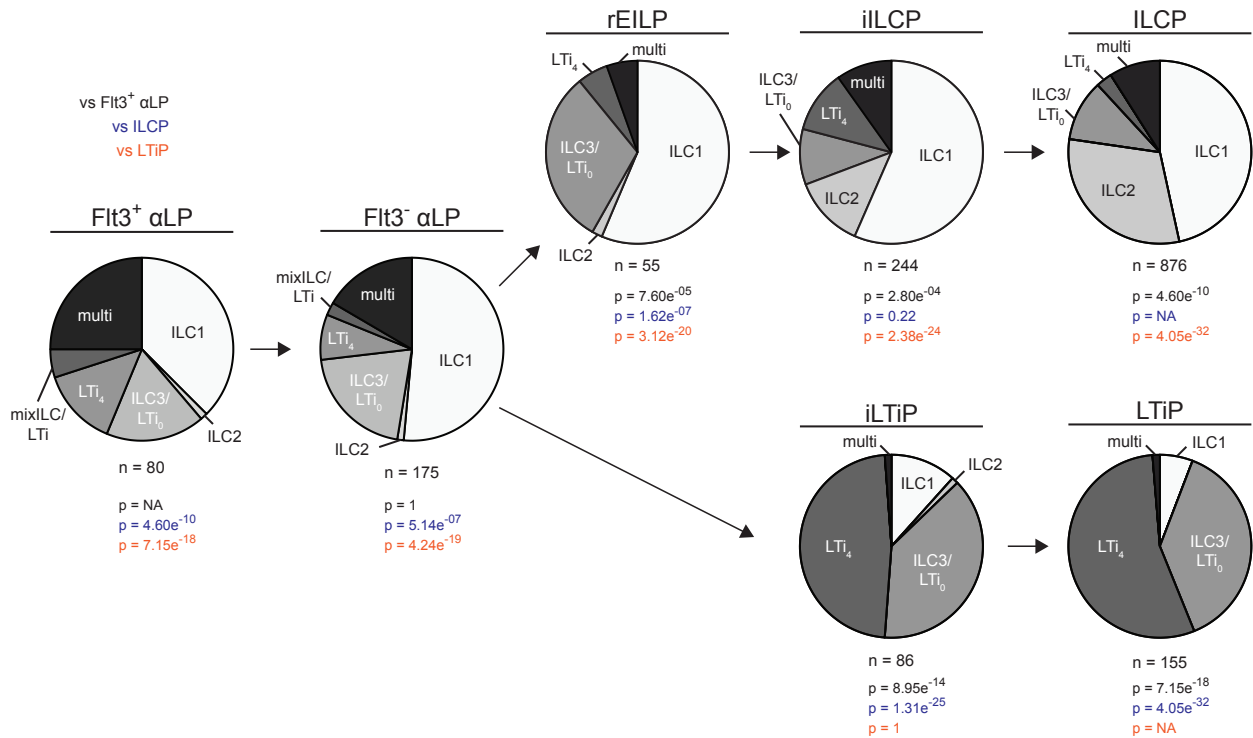 vs Flt3+ αLP
vs ILCP
vs LTiP
Flt3+ αLP
multi
ILC1
mixILC/
LTi
LTi4
ILC3/
LTi0
ILC2
n = 80
p = NA
p = 4.60e-10
p = 7.15e-18
Flt3- αLP
mixILC/
LTi
multi
LTi4
ILC1
ILC3/
LTi0
ILC2
n = 175
p = 1
p = 5.14e-07
p = 4.24e-19
rEILP
LTi4
multi
ILC3/
LTi0
ILC1
ILC2
n = 55
p = 7.60e-05
p = 1.62e-07
p = 3.12e-20
iILCP
ILC3/
LTi0
multi
LTi4
ILC1
ILC2
n = 244
p = 2.80e-04
p = 0.22
p = 2.38e-24
ILCP
multi
LTi4
ILC3/
LTi0
ILC1
ILC2
n = 876
p = 4.60e-10
p = NA
p = 4.05e-32
iLTiP
multi
ILC1
ILC2
LTi4
ILC3/
LTi0
n = 86
p = 8.95e-14
p = 1.31e-25
p = 1
LTiP
multi
ILC1
LTi4
ILC3/
LTi0
n = 155
p = 7.15e-18
p = 4.05e-32
p = NA